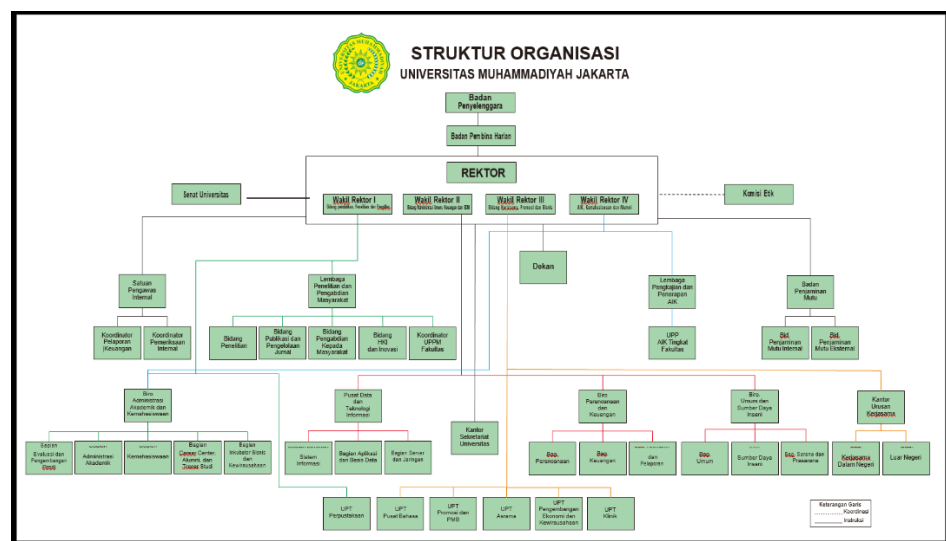 STRUKTUR ORGANISASI
UNIVERSITAS MUHAMMADIYAH JAKARTA
Badan
Penyelenggara
Badan Pembina Harian
REKTOR
Senat Universitas
Komisi Etik
Wakil Rektor I
Wakil Rektor II
Wakil Rektor III
Wakil Rektor IV
Dekan
Satuan
Pengawas
Internal
Lembaga
Penelitian dan
Pengabdian
Masyarakat
Lembaga
Pengkajian dan
Penerapan
AIK
Badan
Penjaminan
Mutu
Koordinator
Pelaporan
|Keuangan
Koordinator
Pemeriksaan
Internal
Bidang
Penelitian
Bidang
Publikasi dan
Pengelolaan
Jurnal
Bidang
Pengabdian
Kepada
Masyarakat
Bidang
HKI
dan Inovasi
Koordinator
UPPM
Fakultas
UPP
AIK Tingkat
Fakultas
Bid.
Penjaminan
Mutu Internal
Bid.
Penjaminan
Mutu Eksternal
Biro
Administrasi
Akademik dan
Kemahasiswaan
Pusat Data
dan
Teknologi
Informasi
Kantor
Sekretariat
Universitas
Biro
Perencanaan
dan
Keuangan
Biro.
Umum dan
Sumber Daya
Insani
Kantor
Urusan
Kerjasama
Bagian
Evaluasi dan
Pengembangan
Administrasi
Akademik
Kemahasiswaan
Bagian
Career Center,
Alumni, dan
Tracer Studi
Bagian
Inkubator Bisnis
dan
Kewirausahaan
Sistem
Informasi
Bagian Aplikasi
dan Basis Data
Bagian Server
dan Jaringan
Bag.
Perencanaan
Bag.
Keuangan
dan
Pelaporan
Bag.
Umum
Sumber Daya
Insani
Bag. Sarana dan
Prasarana
Kerjasama
Dalam Negeri
Luar Negeri
UPT
Perpustakaan
UPT
Pusat Bahasa
UPT
Promosi dan
PMB
UPT
Asrama
UPT
Pengembangan
Ekonomi dan
Kewirausahaan
UPT
Klinik
Keterangan Garis
Koordinasi
Instruksi